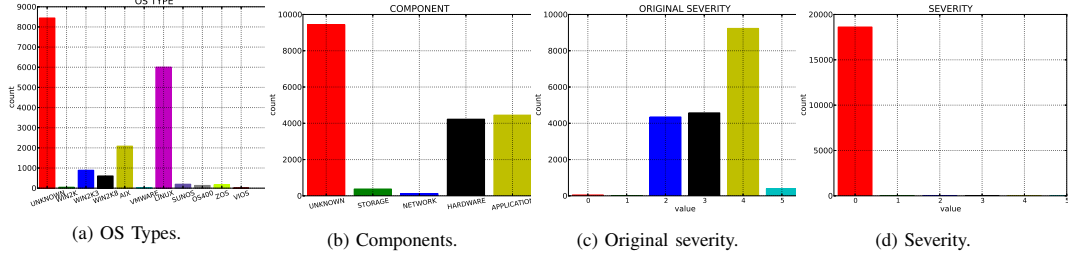 OS TYPE
9000
8000
7000
6000
5000
4000
3000
2000
1000
0
count
UNKNOWN
WIN2K
WIN2K3
WIN2K8
AIX
VMWARE
LINUX
SUNOS
OS400
ZOS
VIOS
(a) OS Types.
COMPONENT
10000
8000
6000
4000
2000
0
count
UNKNOWN
STORAGE
NETWORK
HARDWARE
APPLICATION
(b) Components.
ORIGINAL SEVERITY
10000
8000
6000
4000
2000
0
count
0 1 2 3 4 5
value
(c) Original severity.
SEVERITY
20000
15000
10000
5000
0
count
0 1 2 3 4 5
value
(d) Severity.